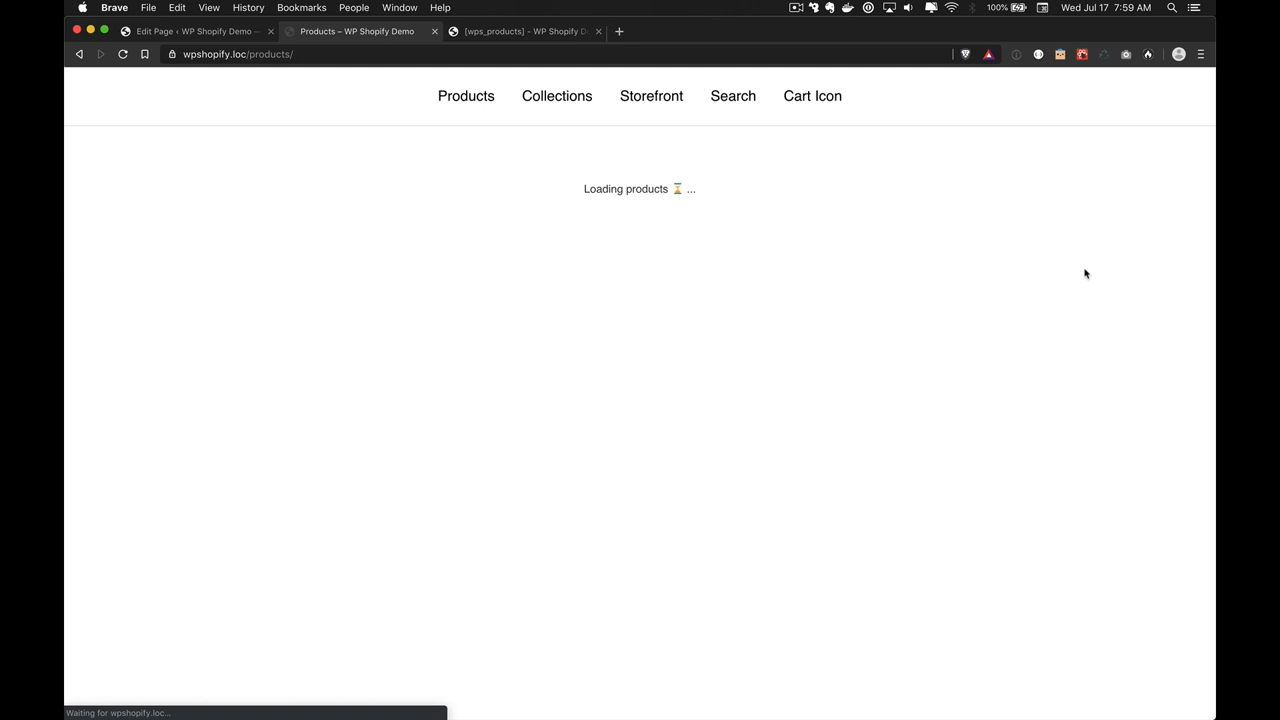 Brave File Edit View History Bookmarks People Window Help 100% Wed Jul 17 7:59 AM
Edit Page ‹ WP Shopify Demo — Products – WP Shopify Demo [wps_products] - WP Shopify D
wpshopify.loc/products/
Products Collections Storefront Search Cart Icon
Loading products ⌛ ...
Waiting for wpshopify.loc...